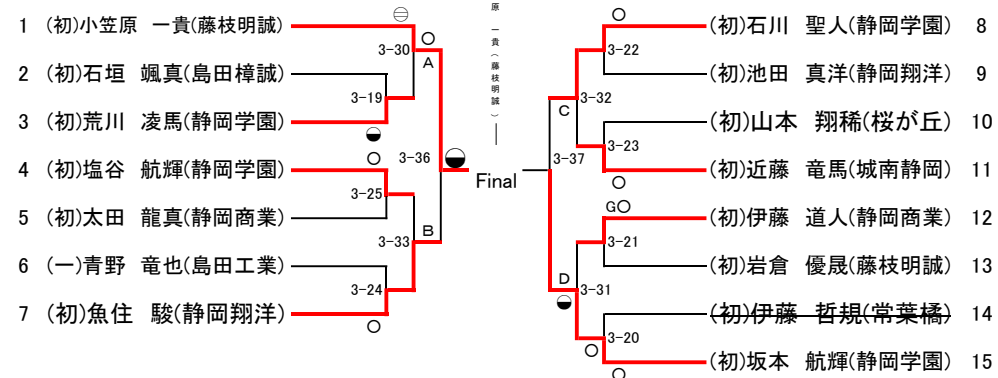 1 (初)小笠原 一貴(藤枝明誠)
2 (初)石垣 颯真(島田樟誠)
3 (初)荒川 凌馬(静岡学園)
4 (初)塩谷 航輝(静岡学園)
5 (初)太田 龍真(静岡商業)
6 (一)青野 竜也(島田工業)
7 (初)魚住 駿(静岡翔洋)
3-30
A
3-19
3-36
3-25
B
3-33
3-24
原 一貴(藤枝明誠)
Final
3-22
C
3-32
3-23
3-37
G
3-21
D
3-31
3-20
(初)石川 聖人(静岡学園) 8
(初)池田 真洋(静岡翔洋) 9
(初)山本 翔稀(桜が丘) 10
(初)近藤 竜馬(城南静岡) 11
(初)伊藤 道人(静岡商業) 12
(初)岩倉 優晟(藤枝明誠) 13
(初)伊藤 哲規(常葉橘) 14
(初)坂本 航輝(静岡学園) 15